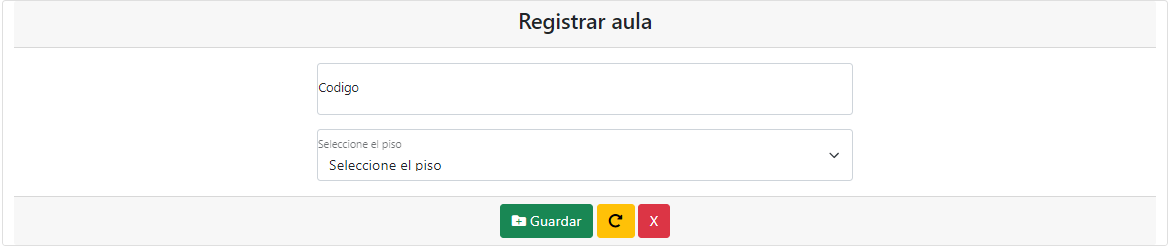 Registrar aula
Codigo
Seleccione el piso
Seleccione el piso
Guardar X